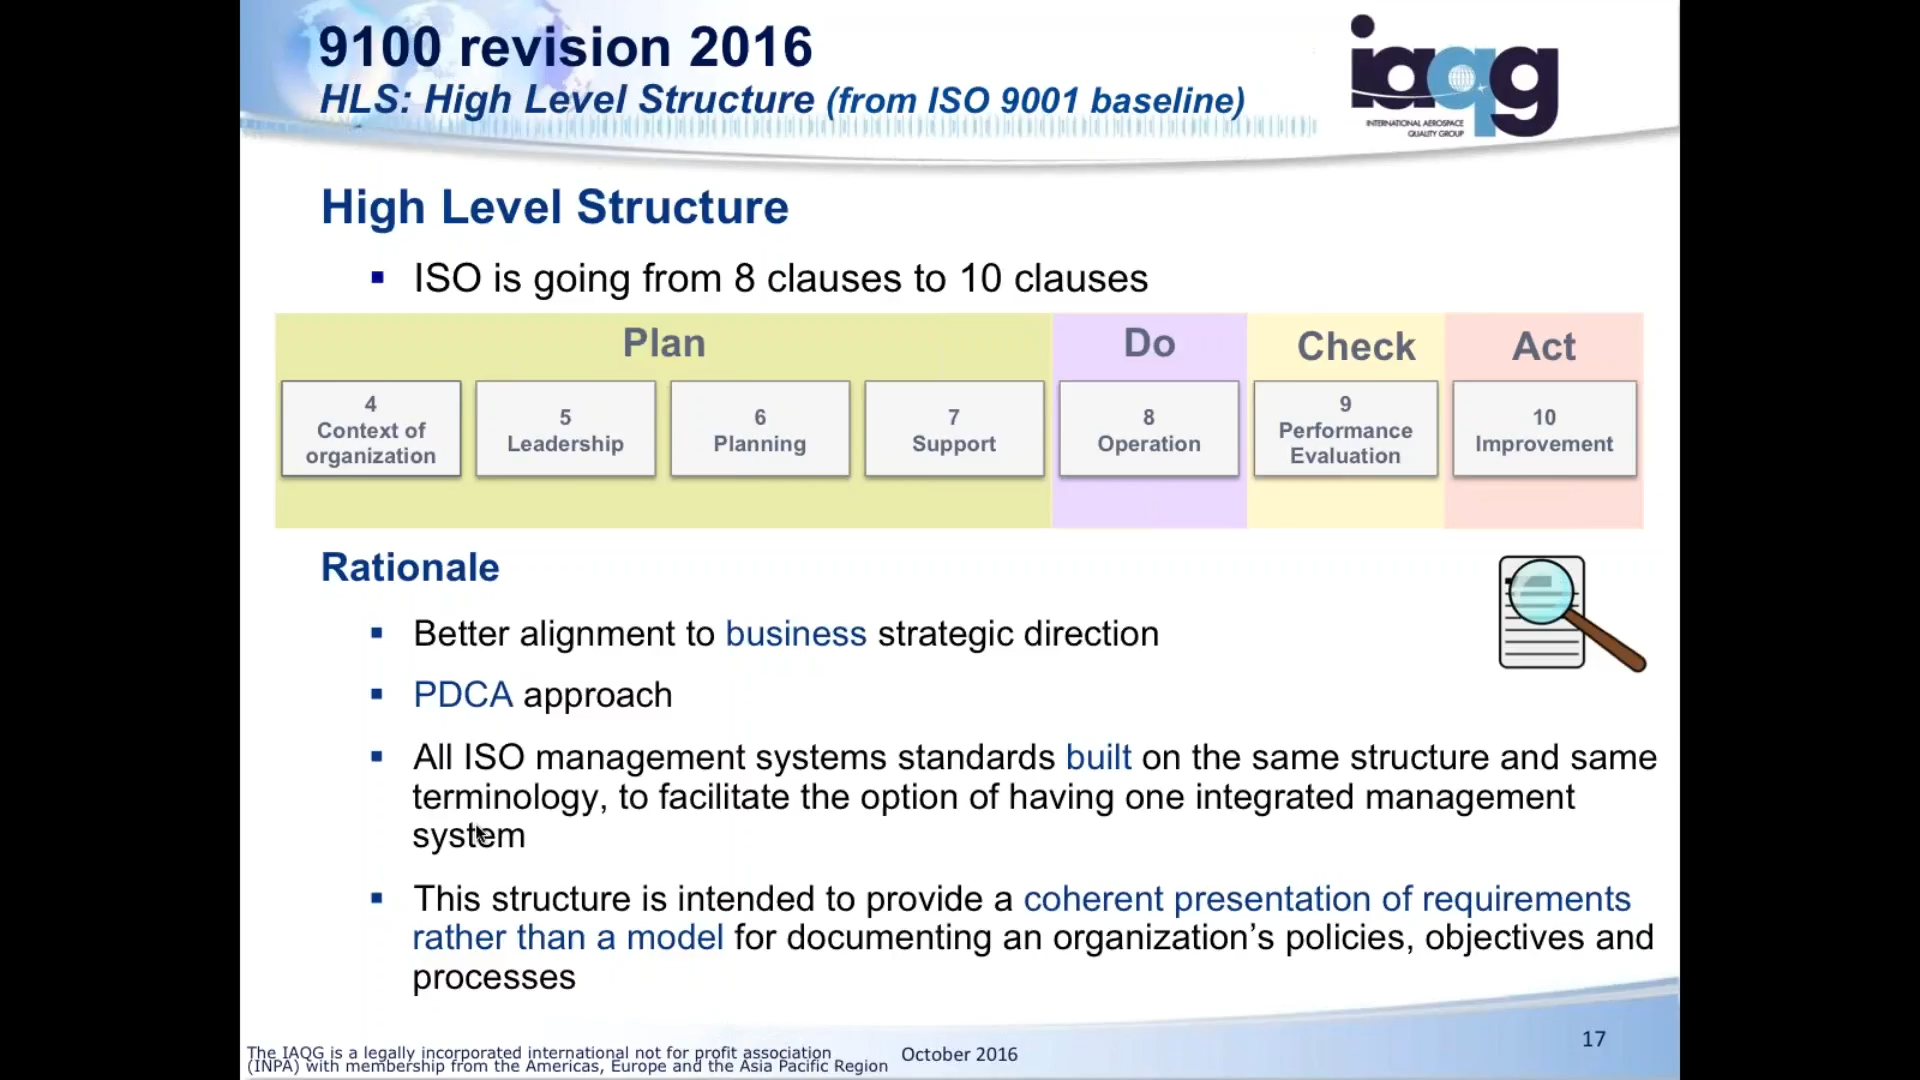 9100 revision 2016
HLS: High Level Structure (from ISO 9001 baseline)
iaqg
INTERNATIONAL AEROSPACE
QUALITY GROUP
High Level Structure
▪ ISO is going from 8 clauses to 10 clauses
Plan
Do
Check
Act
4
Context of
organization
5
Leadership
6
Planning
7
Support
8
Operation
9
Performance
Evaluation
10
Improvement
Rationale
▪ Better alignment to business strategic direction
▪ PDCA approach
▪ All ISO management systems standards built on the same structure and same
terminology, to facilitate the option of having one integrated management
system
▪ This structure is intended to provide a coherent presentation of requirements
rather than a model for documenting an organization’s policies, objectives and
processes
The IAQG is a legally incorporated international not for profit association
(INPA) with membership from the Americas, Europe and the Asia Pacific Region
October 2016
17